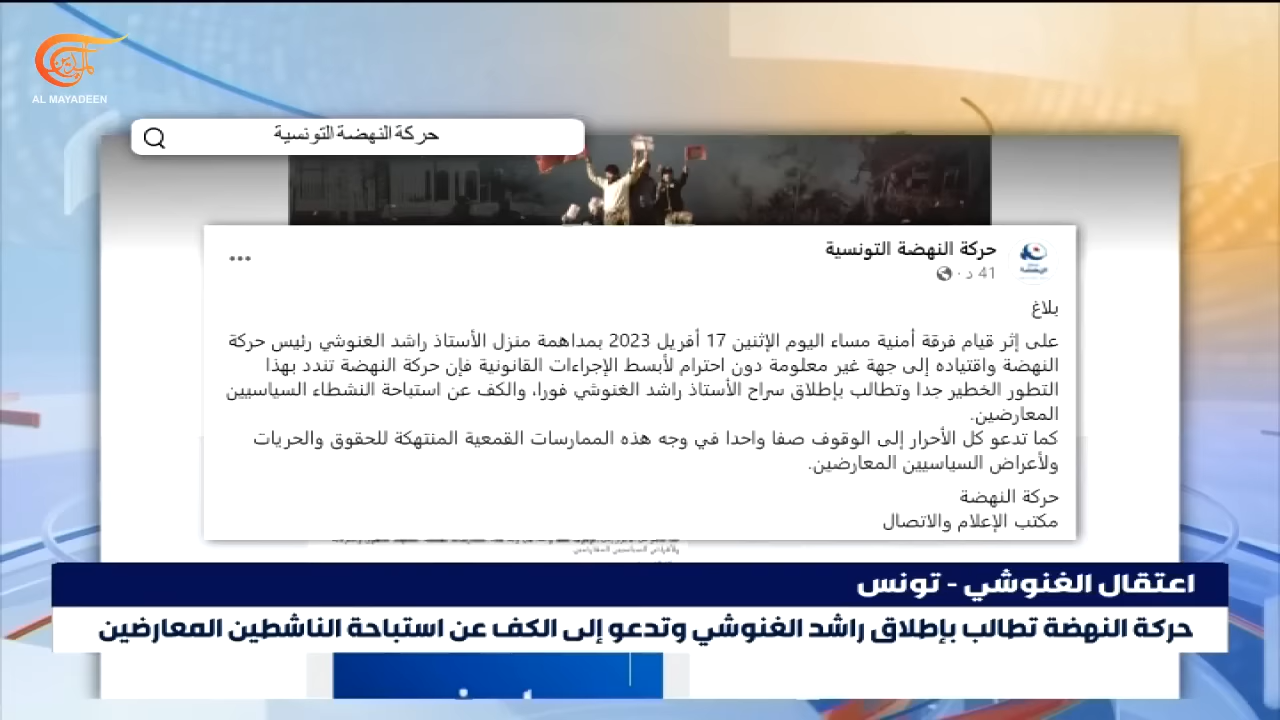 AL MAYADEEN
حركة النهضة التونسية
حركة النهضة التونسية
41 د ·
بلاغ
على إثر قيام فرقة أمنية مساء اليوم الإثنين 17 أفريل 2023 بمداهمة منزل الأستاذ راشد الغنوشي رئيس حركة
النهضة واقتياده إلى جهة غير معلومة دون احترام لأبسط الإجراءات القانونية فإن حركة النهضة تندد بهذا
التطور الخطير جدا وتطالب بإطلاق سراح الأستاذ راشد الغنوشي فورا، والكف عن استباحة النشطاء السياسيين
المعارضين.
كما تدعو كل الأحرار إلى الوقوف صفا واحدا في وجه هذه الممارسات القمعية المنتهكة للحقوق والحريات
ولأعراض السياسيين المعارضين.
حركة النهضة
مكتب الإعلام والاتصال
اعتقال الغنوشي - تونس
حركة النهضة تطالب بإطلاق راشد الغنوشي وتدعو إلى الكف عن استباحة الناشطين المعارضين